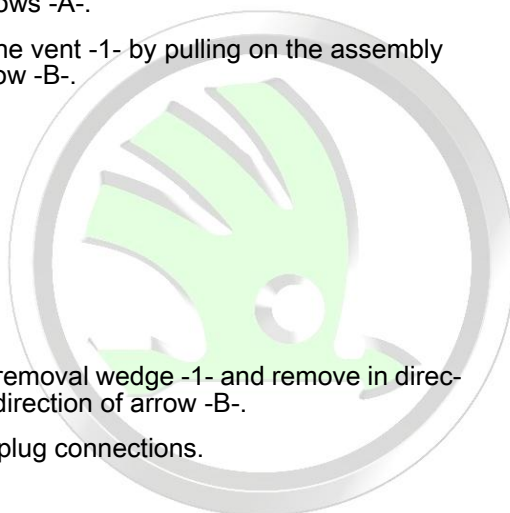 ows -A-.
he vent -1- by pulling on the assembly
ow -B-.
removal wedge -1- and remove in direc-
direction of arrow -B-.
plug connections.